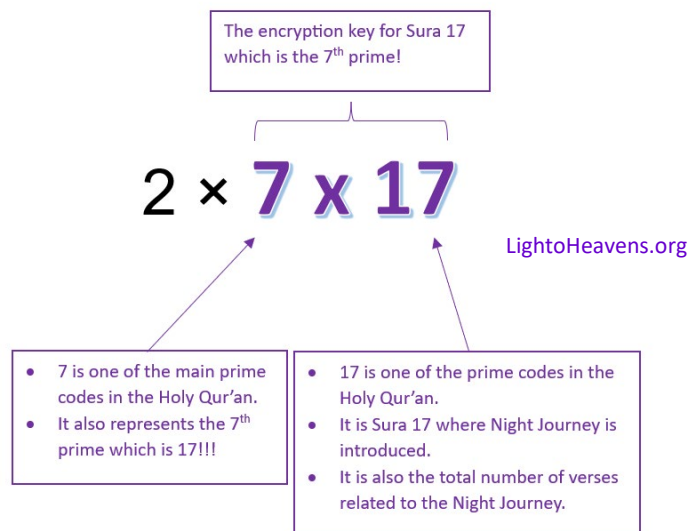 The encryption key for Sura 17
which is the 7th prime!
2 × 7 x 17
LightoHeavens.org
• 7 is one of the main prime
codes in the Holy Qur’an.
• It also represents the 7th
prime which is 17!!!
• 17 is one of the prime codes in the
Holy Qur’an.
• It is Sura 17 where Night Journey is
introduced.
• It is also the total number of verses
related to the Night Journey.